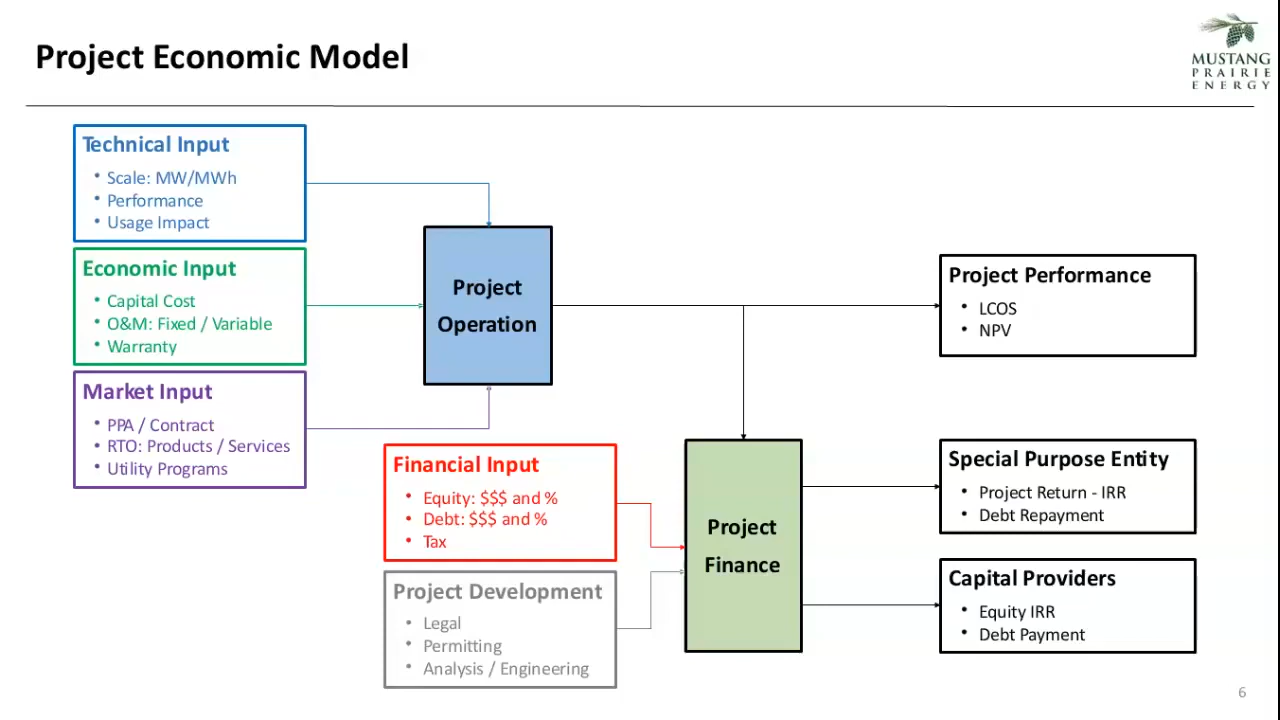 Project Economic Model
MUSTANG
PRAIRIE
ENERGY
Technical Input
• Scale: MW/MWh
• Performance
• Usage Impact
Economic Input
• Capital Cost
• O&M: Fixed / Variable
• Warranty
Market Input
• PPA / Contract
• RTO: Products / Services
• Utility Programs
Project
Operation
Financial Input
• Equity: $$$ and %
• Debt: $$$ and %
• Tax
Project Development
• Legal
• Permitting
• Analysis / Engineering
Project
Finance
Project Performance
• LCOS
• NPV
Special Purpose Entity
• Project Return - IRR
• Debt Repayment
Capital Providers
• Equity IRR
• Debt Payment
6